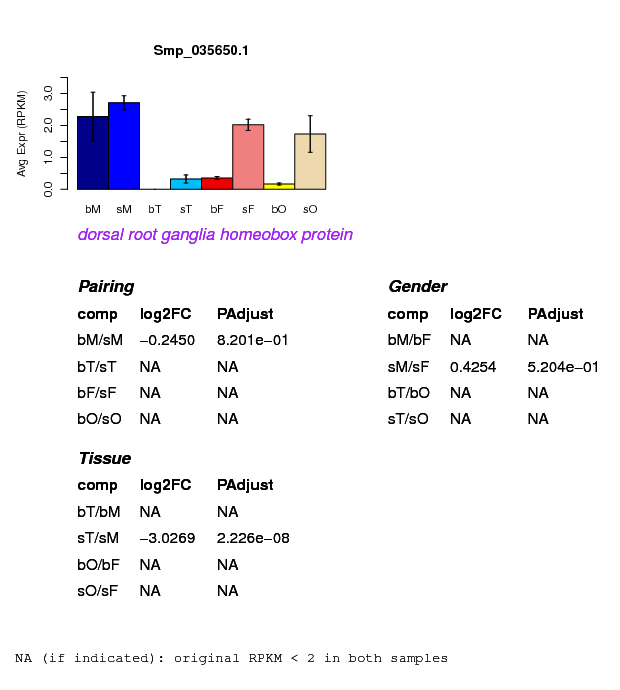 Smp_035650.1
Avg Expr (RPKM)
0.0 1.0 2.0 3.0
bM sM bT sT bF sF bO sO
dorsal root ganglia homeobox protein
Pairing
comp log2FC PAdjust
bM/sM −0.2450 8.201e−01
bT/sT NA NA
bF/sF NA NA
bO/sO NA NA
Gender
comp log2FC PAdjust
bM/bF NA NA
sM/sF 0.4254 5.204e−01
bT/bO NA NA
sT/sO NA NA
Tissue
comp log2FC PAdjust
bT/bM NA NA
sT/sM −3.0269 2.226e−08
bO/bF NA NA
sO/sF NA NA
NA (if indicated): original RPKM < 2 in both samples